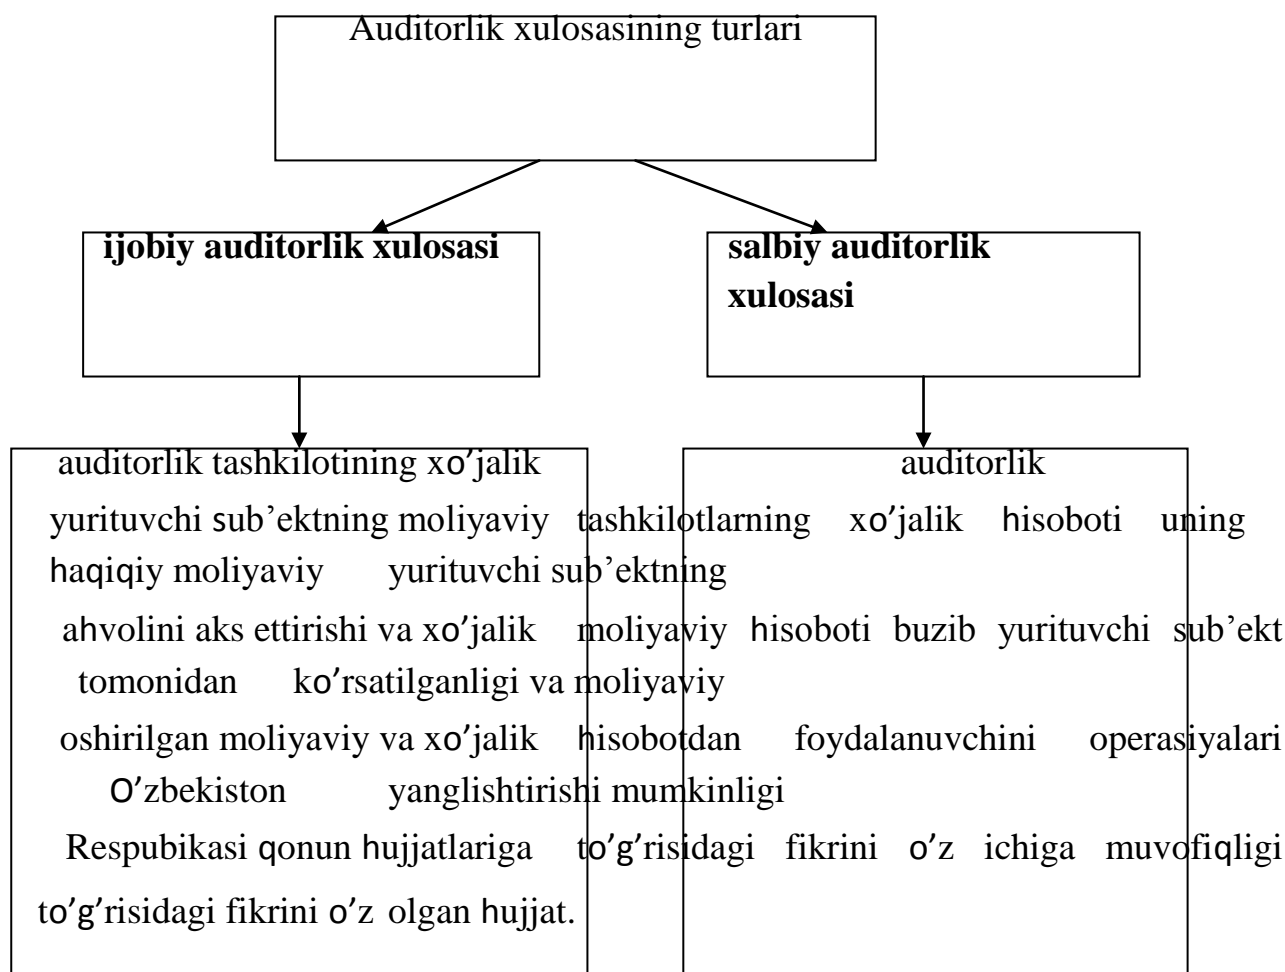 Auditorlik xulosasining turlari
ijobiy auditorlik xulosasi
salbiy auditorlik
xulosasi
auditorlik tashkilotining xo’jalik auditorlik
yurituvchi sub’ektning moliyaviy tashkilotlarning xo’jalik hisoboti uning
haqiqiy moliyaviy yurituvchi sub’ektning
ahvolini aks ettirishi va xo’jalik moliyaviy hisoboti buzib yurituvchi sub’ekt
tomonidan ko’rsatilganligi va moliyaviy
oshirilgan moliyaviy va xo’jalik hisobotdan foydalanuvchini operasiyalari
O’zbekiston yanglishtirishi mumkinligi
Respubikasi qonun hujjatlariga to’g’risidagi fikrini o’z ichiga muvofiqligi
to’g’risidagi fikrini o’z olgan hujjat.